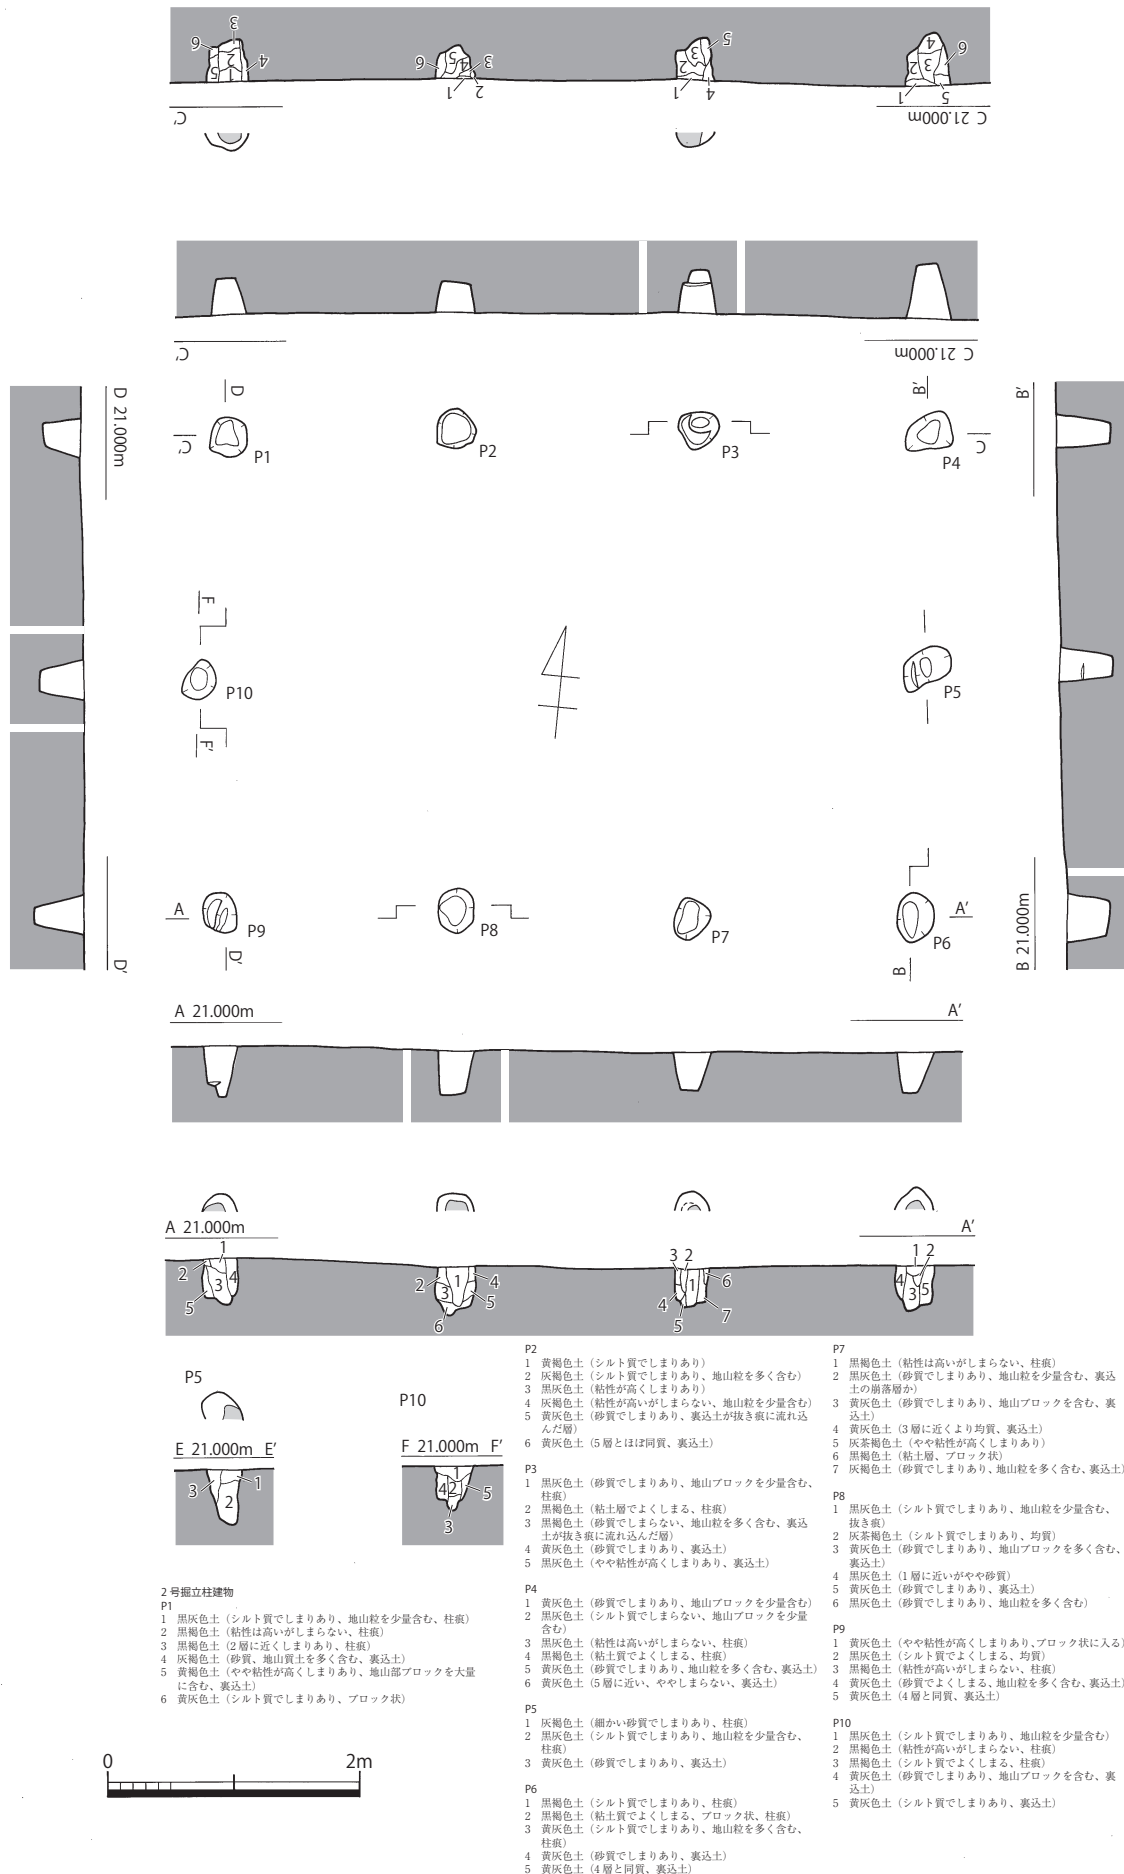 3
6
2
4
5
1
5
3
6
4
1
2
5
3
2
1
4
4
6
2
3
1
5
C'
C 21.000m
C'
C 21.000m
D 21.000m
D
B'
B'
C'
P1
P2
P3
P4
C
F
P10
P5
F'
A
P9
D'
D'
P8
P7
P6
A'
B
B 21.000m
A 21.000m
A'
A 21.000m
A'
1
2
3
4
5
1
2
3
4
5
6
3 2
1
6
4
5
7
1 2
4
3
5
P5
P10
E 21.000m E'
F 21.000m F'
3
2
1
1
4
2
5
3
2号掘立柱建物
P1
1 黒灰色土（シルト質でしまりあり、地山粒を少量含む、柱痕）
2 黒褐色土（粘性は高いがしまらない、柱痕）
3 黒褐色土（2層に近くしまりあり、柱痕）
4 灰褐色土（砂質、地山質土を多く含む、裏込土）
5 黄褐色土（やや粘性が高くしまりあり、地山部ブロックを大量
に含む、裏込土）
6 黄灰色土（シルト質でしまりあり、ブロック状）
0
2m
P2
1 黄褐色土（シルト質でしまりあり）
2 灰褐色土（シルト質でしまりあり、地山粒を多く含む）
3 黒灰色土（粘性が高くしまりあり）
4 灰褐色土（粘性が高いがしまらない、地山粒を少量含む）
5 黄灰色土（砂質でしまりあり、裏込土が抜き痕に流れ込
んだ層）
6 黄灰色土（5層とほぼ同質、裏込土）
P3
1 黒灰色土（砂質でしまりあり、地山ブロックを少量含む、
柱痕）
2 黒褐色土（粘土層でよくしまる、柱痕）
3 黒褐色土（砂質でしまらない、地山粒を多く含む、裏込
土が抜き痕に流れ込んだ層）
4 黄灰色土（砂質でしまりあり、裏込土）
5 黒灰色土（やや粘性が高くしまりあり、裏込土）
P4
1 黄灰色土（砂質でしまりあり、地山ブロックを少量含む）
2 黒灰色土（シルト質でしまらない、地山ブロックを少量
含む）
3 黒灰色土（粘性は高いがしまらない、柱痕）
4 黒褐色土（粘土質でよくしまる、柱痕）
5 黄灰色土（砂質でしまりあり、地山粒を多く含む、裏込土）
6 黄灰色土（5層に近い、ややしまらない、裏込土）
P5
1 灰褐色土（細かい砂質でしまりあり、柱痕）
2 黒灰色土（シルト質でしまりあり、地山粒を少量含む、
柱痕）
3 黄灰色土（砂質でしまりあり、裏込土）
P6
1 黒褐色土（シルト質でしまりあり、柱痕）
2 黒褐色土（粘土質でよくしまる、ブロック状、柱痕）
3 黄灰色土（シルト質でしまりあり、地山粒を多く含む、
柱痕）
4 黄灰色土（砂質でしまりあり、裏込土）
5 黄灰色土（4層と同質、裏込土）
P7
1 黒褐色土（粘性は高いがしまらない、柱痕）
2 黒灰色土（砂質でしまりあり、地山粒を少量含む、裏込
土の崩落層か）
3 黄灰色土（砂質でしまりあり、地山ブロックを含む、裏
込土）
4 黄灰色土（3層に近くより均質、裏込土）
5 灰茶褐色土（やや粘性が高くしまりあり）
6 黒褐色土（粘土層、ブロック状）
7 灰褐色土（砂質でしまりあり、地山粒を多く含む、裏込土）
P8
1 黒灰色土（シルト質でしまりあり、地山粒を少量含む、
抜き痕）
2 灰茶褐色土（シルト質でしまりあり、均質）
3 黄灰色土（砂質でしまりあり、地山ブロックを多く含む、
裏込土）
4 黒灰色土（1層に近いがやや砂質）
5 黄灰色土（砂質でしまりあり、裏込土）
6 黒灰色土（砂質でしまりあり、地山粒を多く含む）
P9
1 黄灰色土（やや粘性が高くしまりあり、ブロック状に入る）
2 黒灰色土（シルト質でよくしまる、均質）
3 黒褐色土（粘性が高いがしまらない、柱痕）
4 黄灰色土（砂質でよくしまる、地山粒を多く含む、裏込土）
5 黄灰色土（4層と同質、裏込土）
P10
1 黒灰色土（シルト質でしまりあり、地山粒を少量含む）
2 黒褐色土（粘性が高いがしまらない、柱痕）
3 黒褐色土（シルト質でよくしまる、柱痕）
4 黄灰色土（砂質でしまりあり、地山ブロックを含む、裏
込土）
5 黄灰色土（シルト質でしまりあり、裏込土）